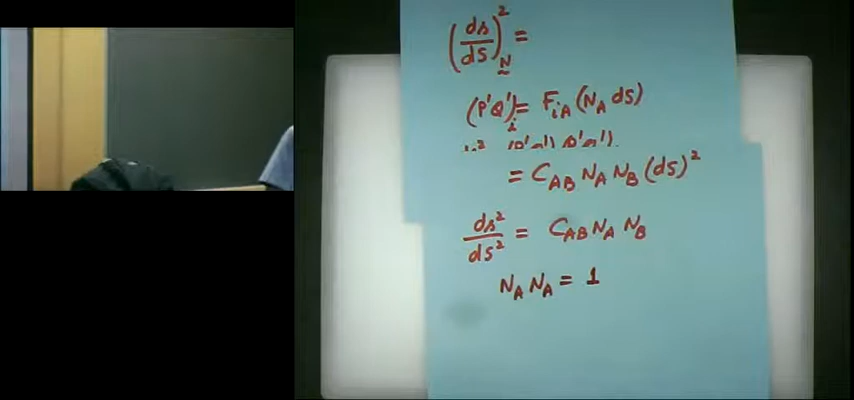 (ds/dS)²_N =
(P'Q')_i = F_iA (N_A dS)
= C_AB N_A N_B (dS)²
ds²/dS² = C_AB N_A N_B
N_A N_A = 1